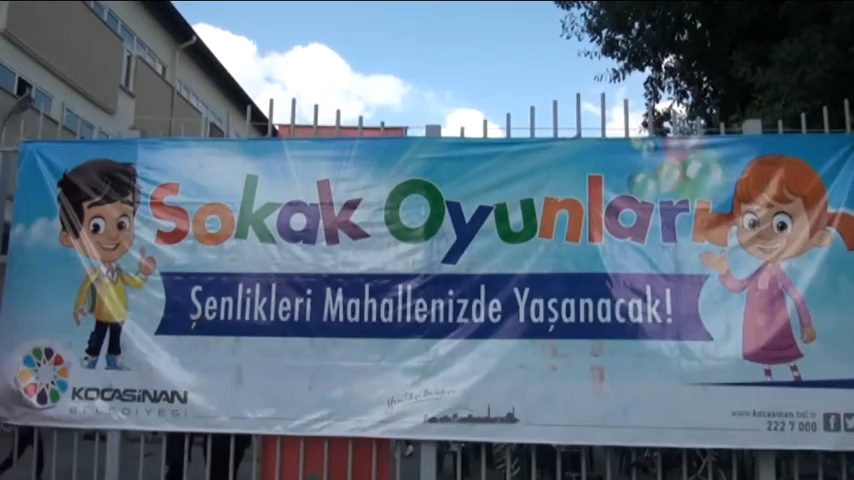 Sokak Oyunları
Şenlikleri Mahallenizde Yaşanacak!
KOCASİNAN
BELEDİYESİ
www.kocasinan.bel.tr
222 7 000